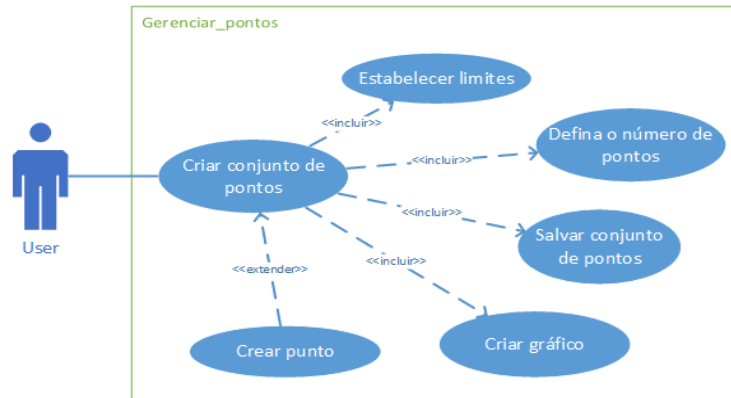 Gerenciar_pontos
Estabelecer limites
<<incluir>>
Defina o número de
pontos
<<incluir>>
Criar conjunto de
pontos
<<incluir>>
Salvar conjunto
de pontos
User
<<extender>>
<<incluir>>
Crear punto
Criar gráfico